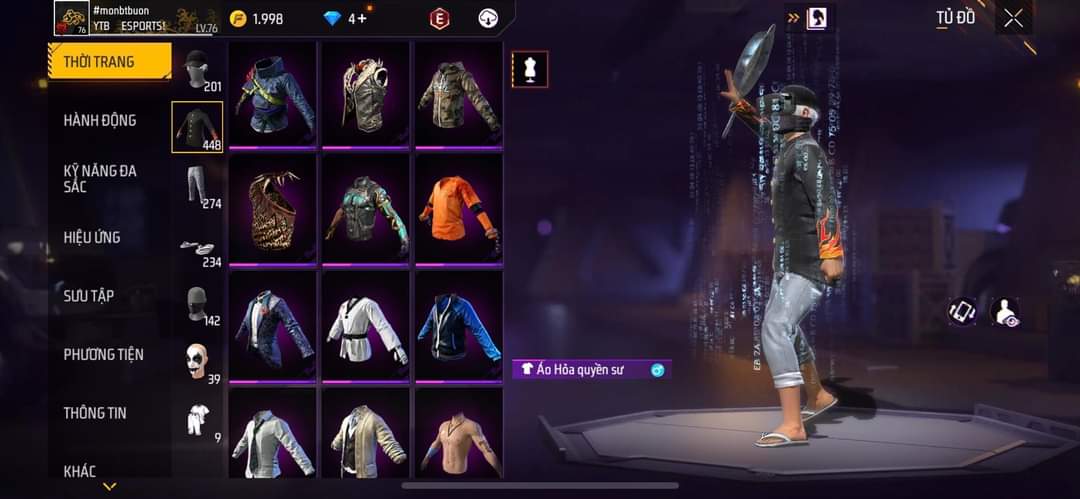 #monbtbuon
76
YTB ESPORTS!
LV.76
1.998
4+
E
TỦ ĐỒ
THỜI TRANG
HÀNH ĐỘNG
KỸ NĂNG ĐA
SẮC
HIỆU ỨNG
SƯU TẬP
PHƯƠNG TIỆN
THÔNG TIN
KHÁC
201
448
274
234
142
39
9
Áo Hỏa quyền sư